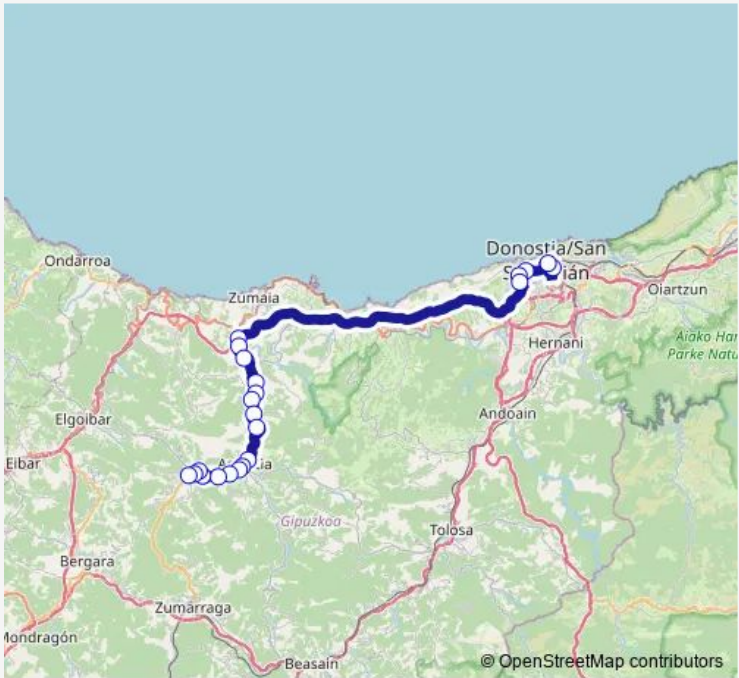 Ondarroa
Donostia/San
Zumaia
Oiartzun
Hernani
Aiako Har
Parke Natu
Elgoibar
Andoain
Eibar
Gipuzkoa
Tolosa
Bergara
Zumarraga
Mondragón
Beasain
© OpenStreetMap contributors